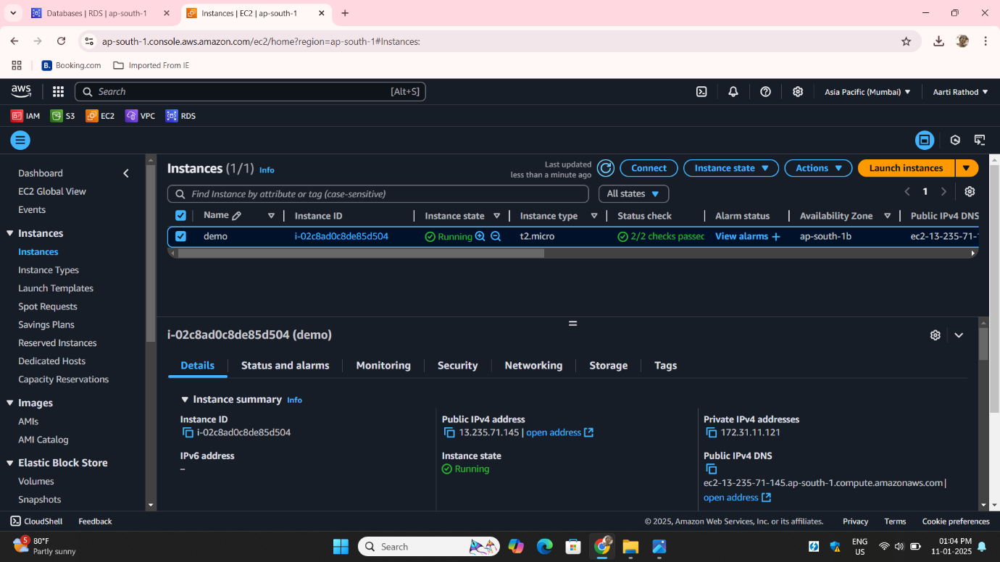 Databases | RDS | ap-south-1
Instances | EC2 | ap-south-1
ap-south-1.console.aws.amazon.com/ec2/home?region=ap-south-1#Instances:
Booking.com
Imported From IE
aws
Search
[Alt+S]
Asia Pacific (Mumbai)
Aarti Rathod
IAM
S3
EC2
VPC
RDS
Dashboard
EC2 Global View
Events
Instances
Instances
Instance Types
Launch Templates
Spot Requests
Savings Plans
Reserved Instances
Dedicated Hosts
Capacity Reservations
Images
AMIs
AMI Catalog
Elastic Block Store
Volumes
Snapshots
Instances (1/1) Info
Last updated
less than a minute ago
Connect
Instance state
Actions
Launch instances
Find Instance by attribute or tag (case-sensitive)
All states
1
Name
Instance ID
Instance state
Instance type
Status check
Alarm status
Availability Zone
Public IPv4 DNS
demo
i-02c8ad0c8de85d504
Running
t2.micro
2/2 checks passec
View alarms +
ap-south-1b
ec2-13-235-71-1
i-02c8ad0c8de85d504 (demo)
Details
Status and alarms
Monitoring
Security
Networking
Storage
Tags
Instance summary Info
Instance ID
i-02c8ad0c8de85d504
Public IPv4 address
13.235.71.145 | open address
Private IPv4 addresses
172.31.11.121
IPv6 address
–
Instance state
Running
Public IPv4 DNS
ec2-13-235-71-145.ap-south-1.compute.amazonaws.com |
open address
CloudShell
Feedback
© 2025, Amazon Web Services, Inc. or its affiliates.
Privacy
Terms
Cookie preferences
5
80°F
Partly sunny
Search
ENG
US
01:04 PM
11-01-2025